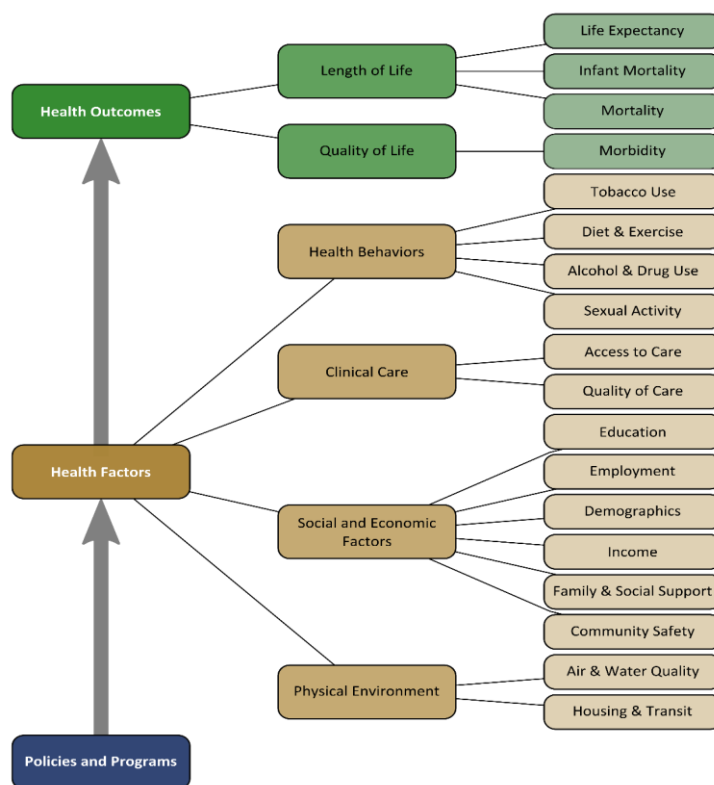 Life Expectancy
Length of Life
Infant Mortality
Health Outcomes
Mortality
Quality of Life
Morbidity
Tobacco Use
Health Behaviors
Diet & Exercise
Alcohol & Drug Use
Sexual Activity
Clinical Care
Access to Care
Quality of Care
Education
Health Factors
Employment
Social and Economic
Factors
Demographics
Income
Family & Social Support
Community Safety
Physical Environment
Air & Water Quality
Housing & Transit
Policies and Programs